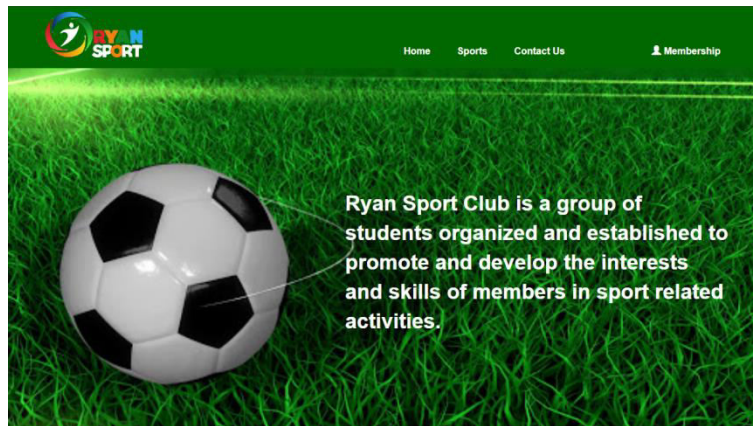 RYAN
SPORT
Home Sports Contact Us Membership
Ryan Sport Club is a group of
students organized and established to
promote and develop the interests
and skills of members in sport related
activities.